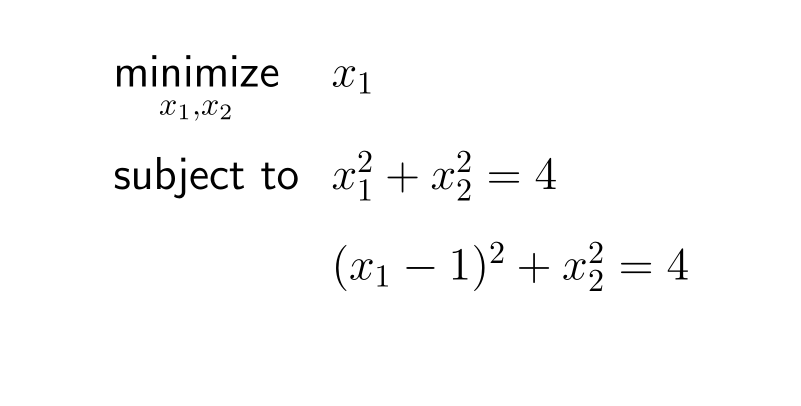 minimize x₁
x₁,x₂
subject to x₁² + x₂² = 4
(x₁ − 1)² + x₂² = 4